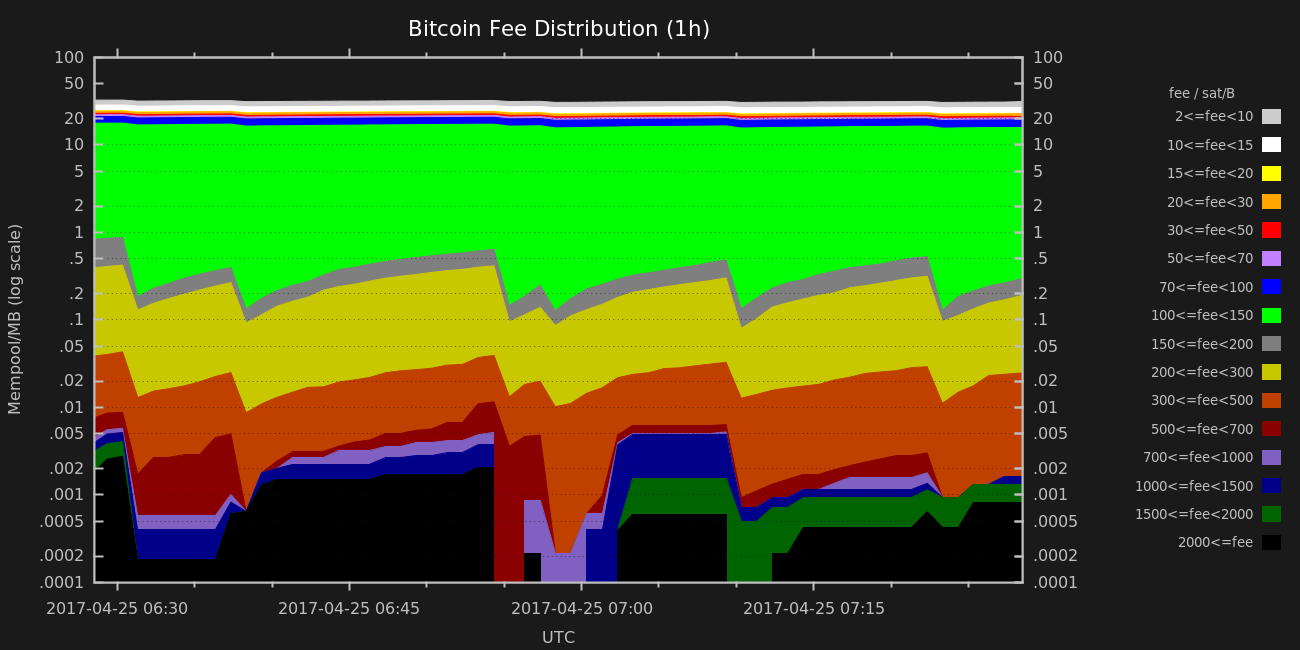 Bitcoin Fee Distribution (1h)
Mempool/MB (log scale)
100
50
20
10
5
2
1
.5
.2
.1
.05
.02
.01
.005
.002
.001
.0005
.0002
.0001
100
50
20
10
5
2
1
.5
.2
.1
.05
.02
.01
.005
.002
.001
.0005
.0002
.0001
2017-04-25 06:30
2017-04-25 06:45
2017-04-25 07:00
2017-04-25 07:15
UTC
fee / sat/B
2<=fee<10
10<=fee<15
15<=fee<20
20<=fee<30
30<=fee<50
50<=fee<70
70<=fee<100
100<=fee<150
150<=fee<200
200<=fee<300
300<=fee<500
500<=fee<700
700<=fee<1000
1000<=fee<1500
1500<=fee<2000
2000<=fee